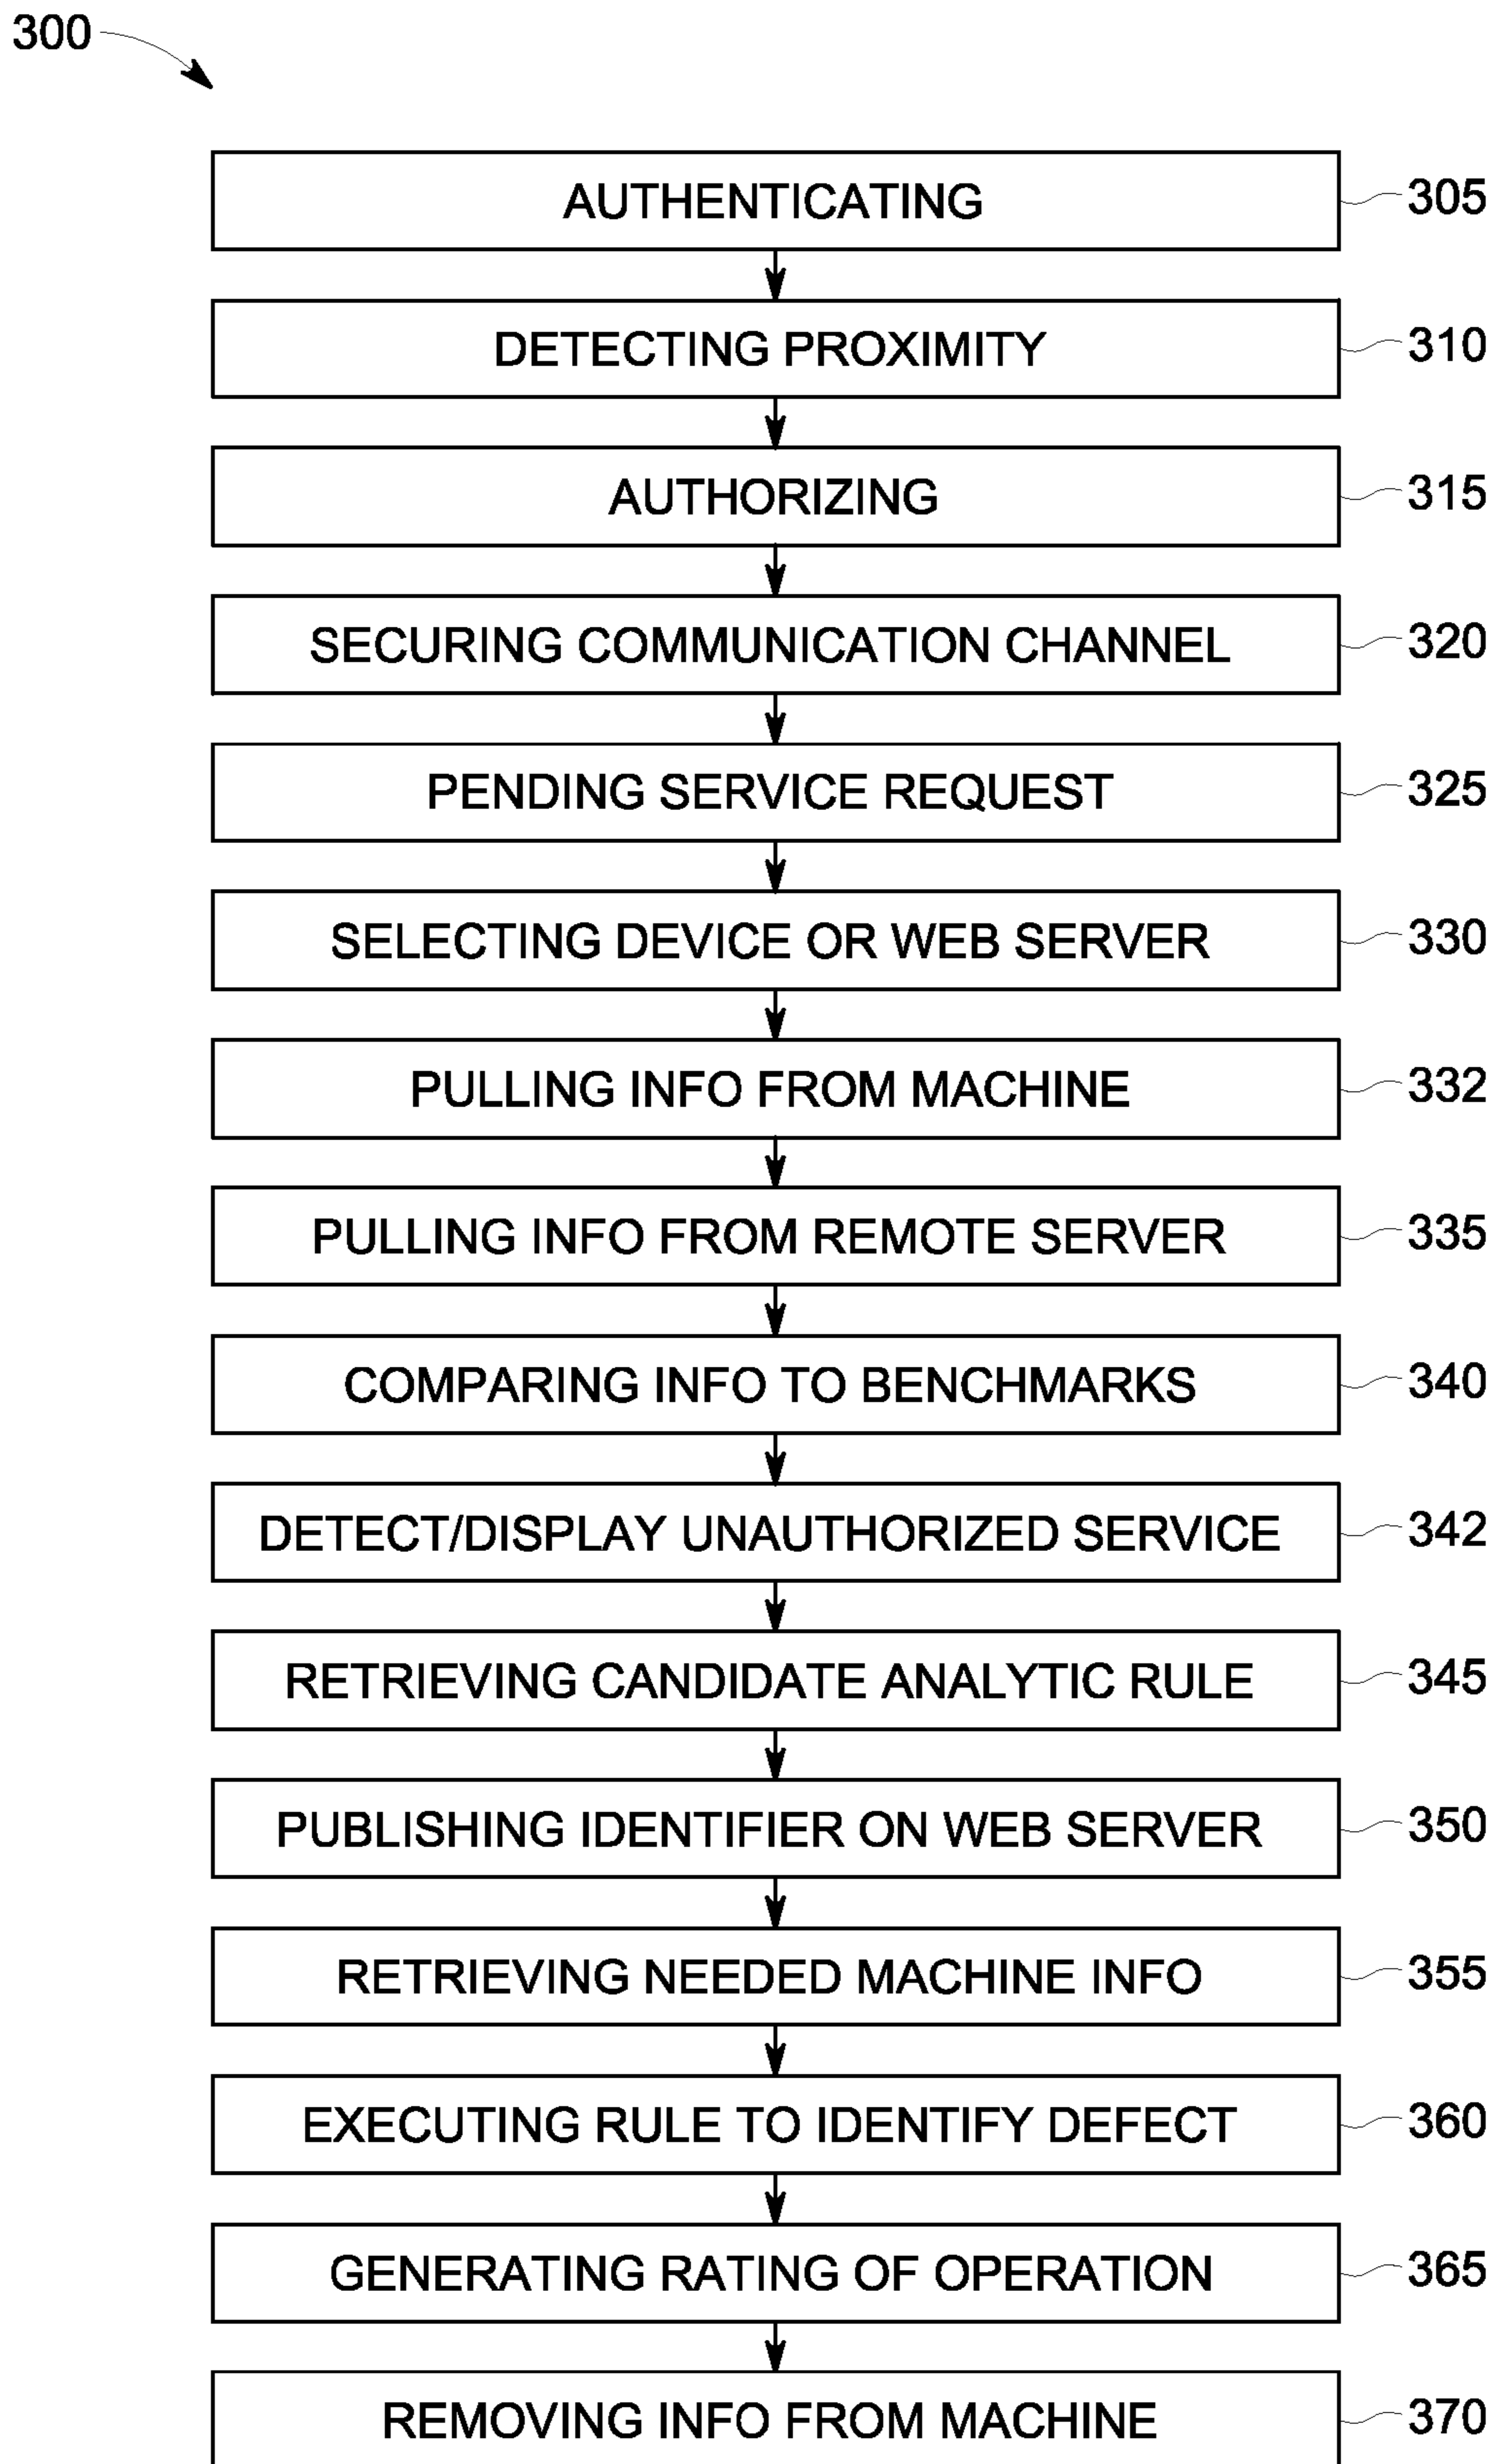 300
AUTHENTICATING 305
DETECTING PROXIMITY 310
AUTHORIZING 315
SECURING COMMUNICATION CHANNEL 320
PENDING SERVICE REQUEST 325
SELECTING DEVICE OR WEB SERVER 330
PULLING INFO FROM MACHINE 332
PULLING INFO FROM REMOTE SERVER 335
COMPARING INFO TO BENCHMARKS 340
DETECT/DISPLAY UNAUTHORIZED SERVICE 342
RETRIEVING CANDIDATE ANALYTIC RULE 345
PUBLISHING IDENTIFIER ON WEB SERVER 350
RETRIEVING NEEDED MACHINE INFO 355
EXECUTING RULE TO IDENTIFY DEFECT 360
GENERATING RATING OF OPERATION 365
REMOVING INFO FROM MACHINE 370